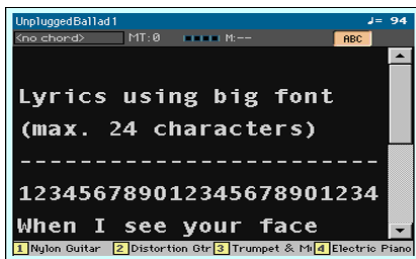 UnpluggedBallad1 ♩= 94
<no chord> MT:0 M:-- ABC
Lyrics using big font
(max. 24 characters)
------------------------
123456789012345678901234
When I see your face
1 Nylon Guitar 2 Distortion Gtr 3 Trumpet & M 4 Electric Piano